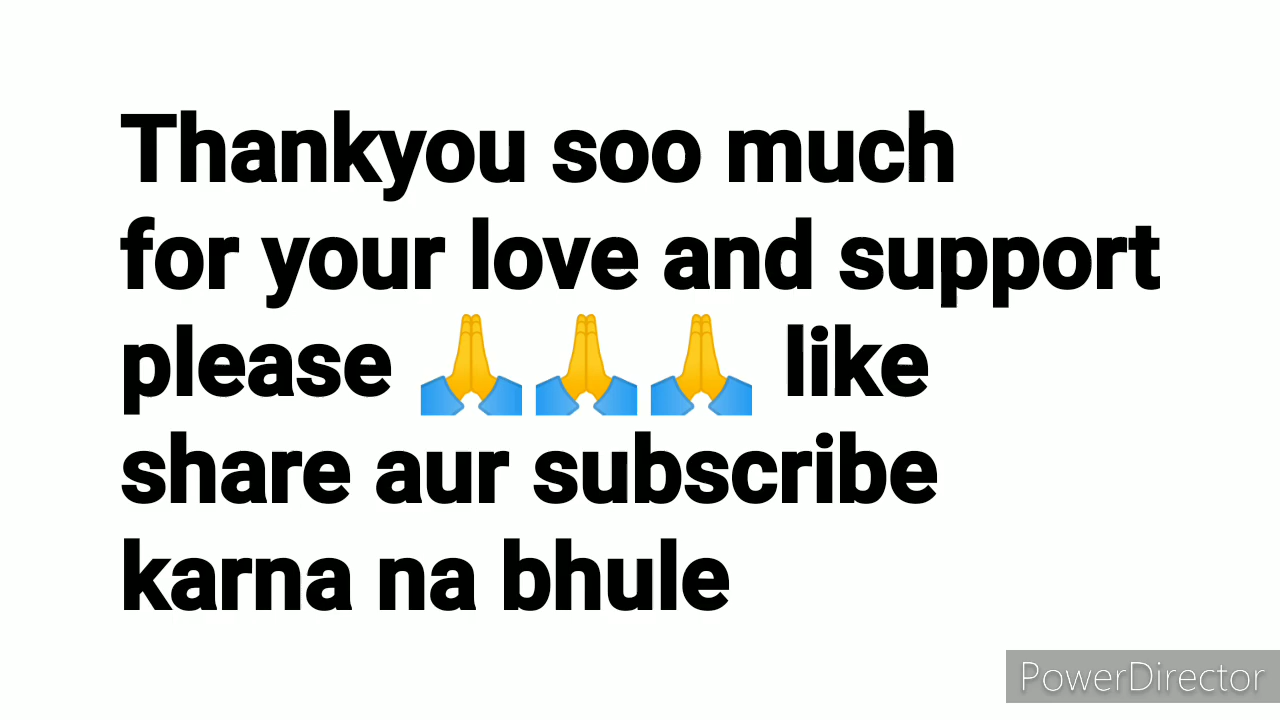 Thankyou soo much
for your love and support
please 🙏🙏🙏 like
share aur subscribe
karna na bhule
PowerDirector